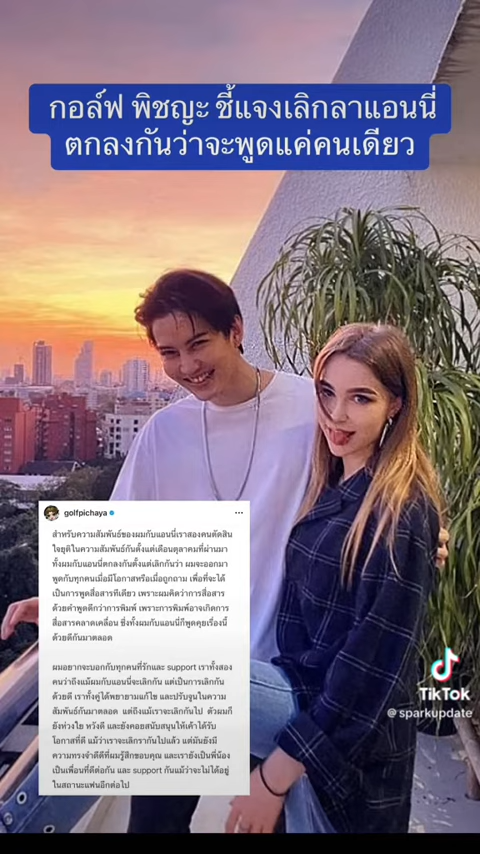 กอล์ฟ พิชญะ ชี้แจงเลิกลาแอนนี่
ตกลงกันว่าจะพูดแค่คนเดียว
golfpichaya
สำหรับความสัมพันธ์ของผมกับแอนนี่เราสองคนตัดสิน
ใจยุติในความสัมพันธ์กันตั้งแต่เดือนตุลาคมที่ผ่านมา
ทั้งผมกับแอนนี่ตกลงกันตั้งแต่เลิกกันว่า ผมจะออกมา
พูดกับทุกคนเมื่อมีโอกาสหรือเมื่อถูกถาม เพื่อที่จะได้
เป็นการพูดสื่อสารทีเดียว เพราะผมคิดว่าการสื่อสาร
ด้วยคำพูดดีกว่าการพิมพ์ เพราะการพิมพ์อาจเกิดการ
สื่อสารคลาดเคลื่อน ซึ่งทั้งผมกับแอนนี่ก็พูดคุยเรื่องนี้
ด้วยดีกันมาตลอด
ผมอยากจะบอกกับทุกคนที่รักและ support เราทั้งสอง
คนว่าถึงแม้ผมกับแอนนี่จะเลิกกัน แต่เป็นการเลิกกัน
ด้วยดี เราทั้งคู่ได้พยายามแก้ไข และปรับจูนในความ
สัมพันธ์กันมาตลอด แต่ถึงแม้เราจะเลิกกันไป ตัวผมก็
ยังห่วงใย หวังดี และยังคอยสนับสนุนให้เค้าได้รับ
โอกาสที่ดี แม้ว่าเราจะเลิกรากันไปแล้ว แต่มันยังมี
ความทรงจำดีดีที่ผมรู้สึกขอบคุณ และเรายังเป็นพี่น้อง
เป็นเพื่อนที่ดีต่อกัน และ support กันแม้ว่าจะไม่ได้อยู่
ในสถานะแฟนอีกต่อไป
TikTok
@sparkupdate